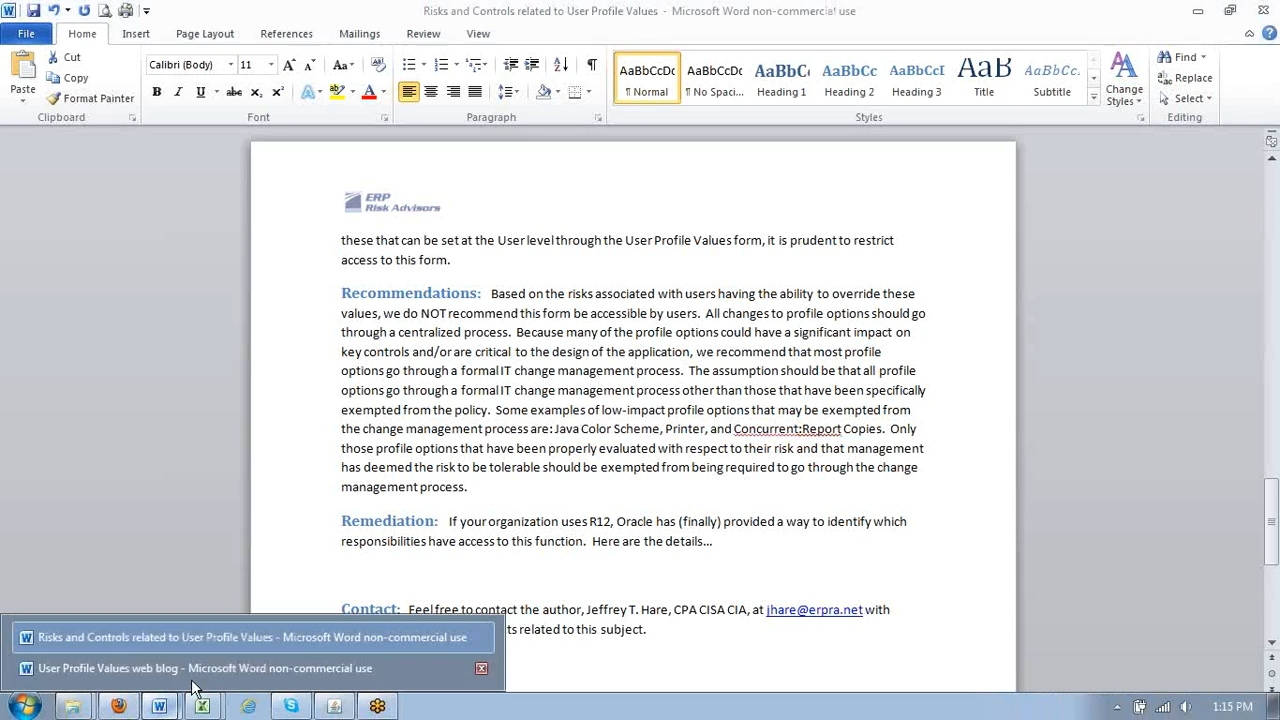 Risks and Controls related to User Profile Values - Microsoft Word non-commercial use
File Home Insert Page Layout References Mailings Review View
Paste
Cut
Copy
Format Painter
Clipboard
Calibri (Body) 11
Font
Paragraph
AaBbCcDc AaBbCcDc AaBbCc AaBbCc AaBbCcI AaB AaBbCc.
¶ Normal ¶ No Spaci... Heading 1 Heading 2 Heading 3 Title Subtitle
Change Styles
Styles
Find
Replace
Select
Editing
ERP
Risk Advisors
these that can be set at the User level through the User Profile Values form, it is prudent to restrict
access to this form.
Recommendations: Based on the risks associated with users having the ability to override these
values, we do NOT recommend this form be accessible by users. All changes to profile options should go
through a centralized process. Because many of the profile options could have a significant impact on
key controls and/or are critical to the design of the application, we recommend that most profile
options go through a formal IT change management process. The assumption should be that all profile
options go through a formal IT change management process other than those that have been specifically
exempted from the policy. Some examples of low-impact profile options that may be exempted from
the change management process are: Java Color Scheme, Printer, and Concurrent:Report Copies. Only
those profile options that have been properly evaluated with respect to their risk and that management
has deemed the risk to be tolerable should be exempted from being required to go through the change
management process.
Remediation: If your organization uses R12, Oracle has (finally) provided a way to identify which
responsibilities have access to this function. Here are the details…
Contact: Feel free to contact the author, Jeffrey T. Hare, CPA CISA CIA, at jhare@erpra.net with
ts related to this subject.
Risks and Controls related to User Profile Values - Microsoft Word non-commercial use
User Profile Values web blog - Microsoft Word non-commercial use
1:15 PM